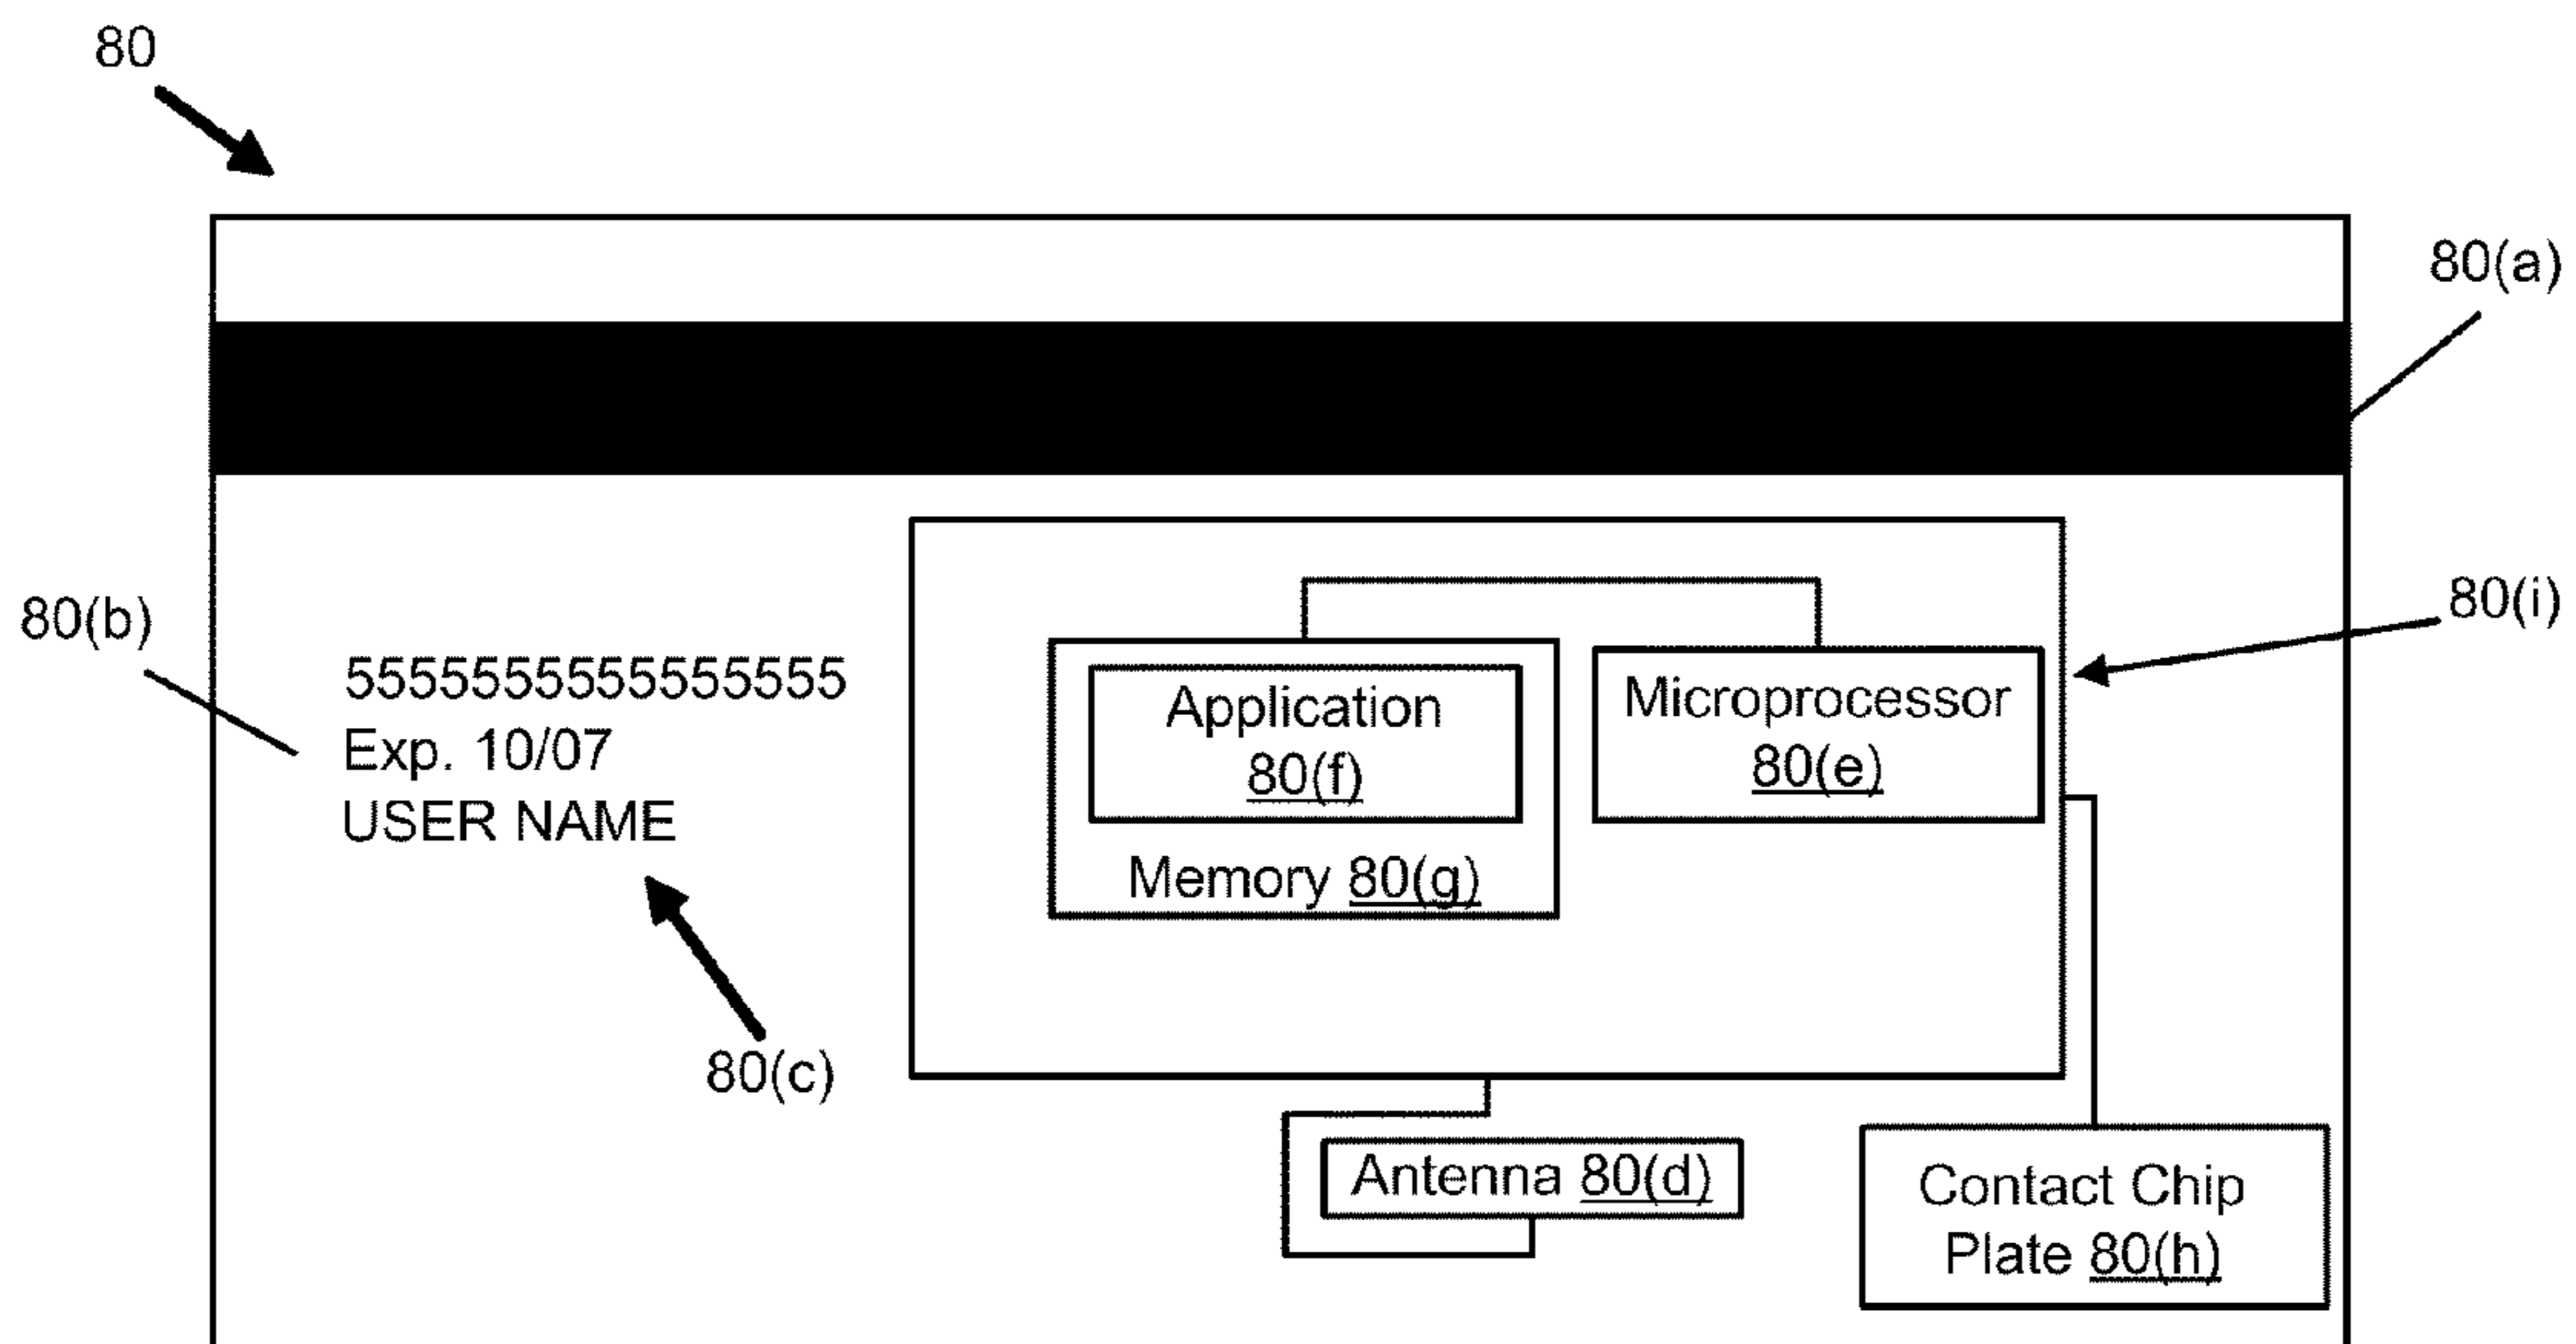 80
80(a)
80(b)
80(i)
5555555555555555
Exp. 10/07
USER NAME
80(c)
Application
80(f)
Memory 80(g)
Microprocessor
80(e)
Antenna 80(d)
Contact Chip
Plate 80(h)